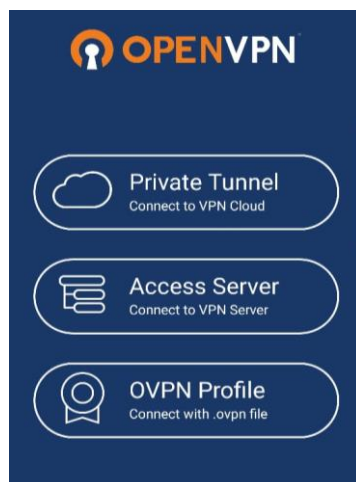 OPENVPN
Private Tunnel
Connect to VPN Cloud
Access Server
Connect to VPN Server
OVPN Profile
Connect with .ovpn file